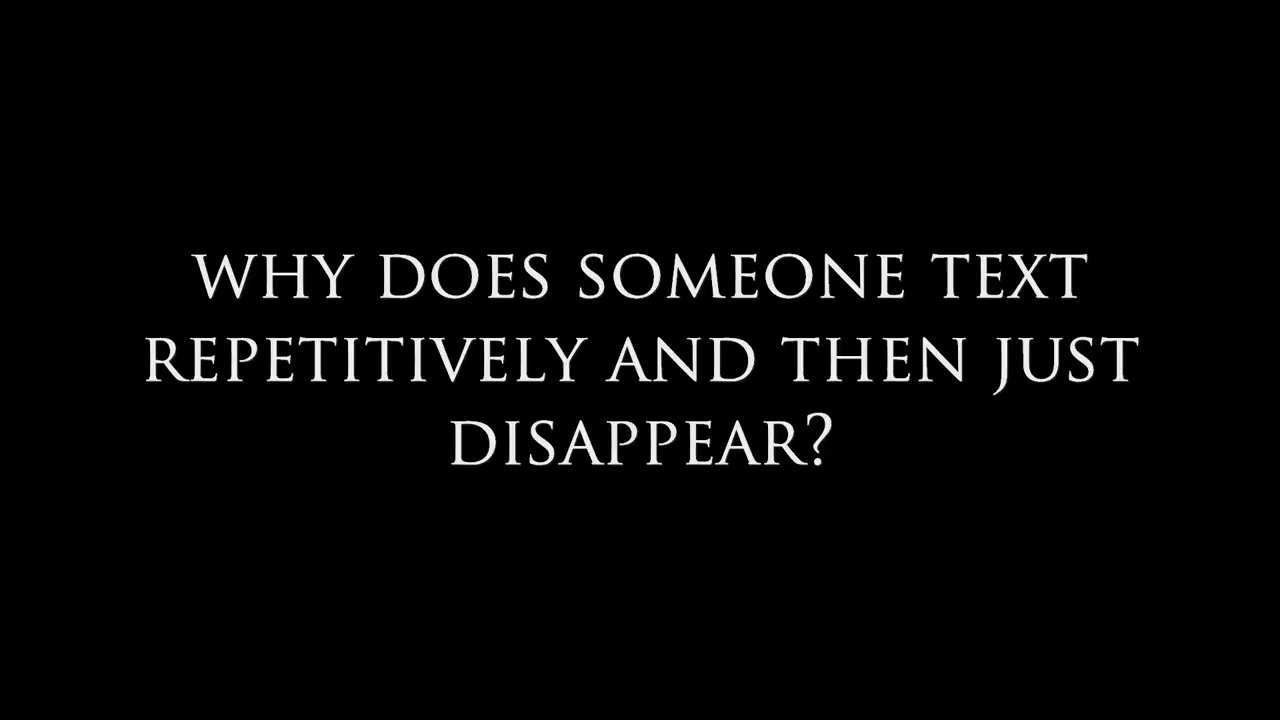 WHY DOES SOMEONE TEXT
REPETITIVELY AND THEN JUST
DISAPPEAR?